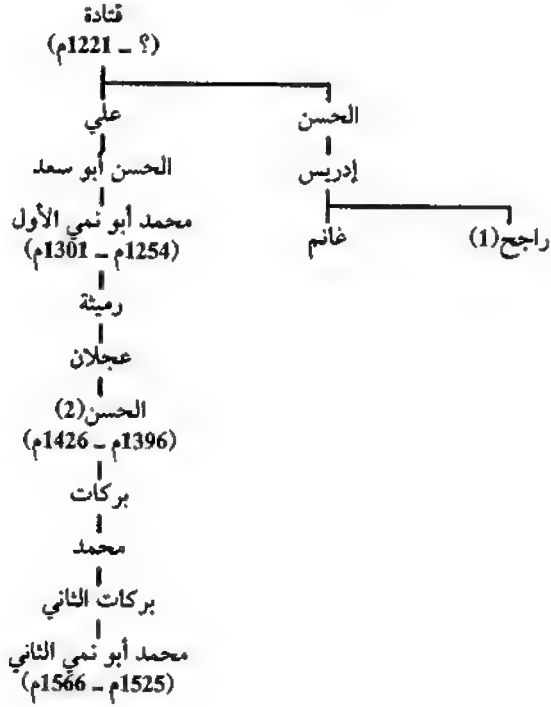 قتادة
(؟ – 1221م)
الحسن
علي
إدريس
الحسن أبو سعد
راجح(1)
غانم
محمد أبو نمي الأول
(1254م – 1301م)
رميثة
عجلان
الحسن(2)
(1396م – 1426م)
بركات
محمد
بركات الثاني
محمد أبو نمي الثاني
(1525م – 1566م)